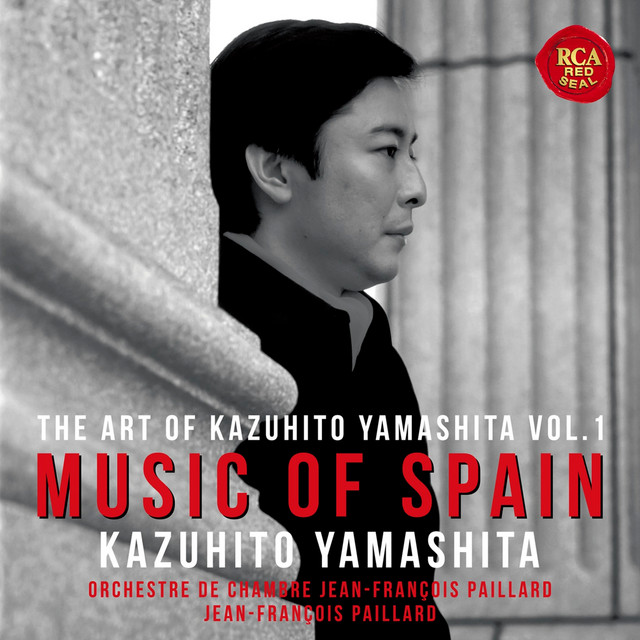 RCA
RED
SEAL
THE ART OF KAZUHITO YAMASHITA VOL.1
MUSIC OF SPAIN
KAZUHITO YAMASHITA
ORCHESTRE DE CHAMBRE JEAN-FRANÇOIS PAILLARD
JEAN-FRANÇOIS PAILLARD